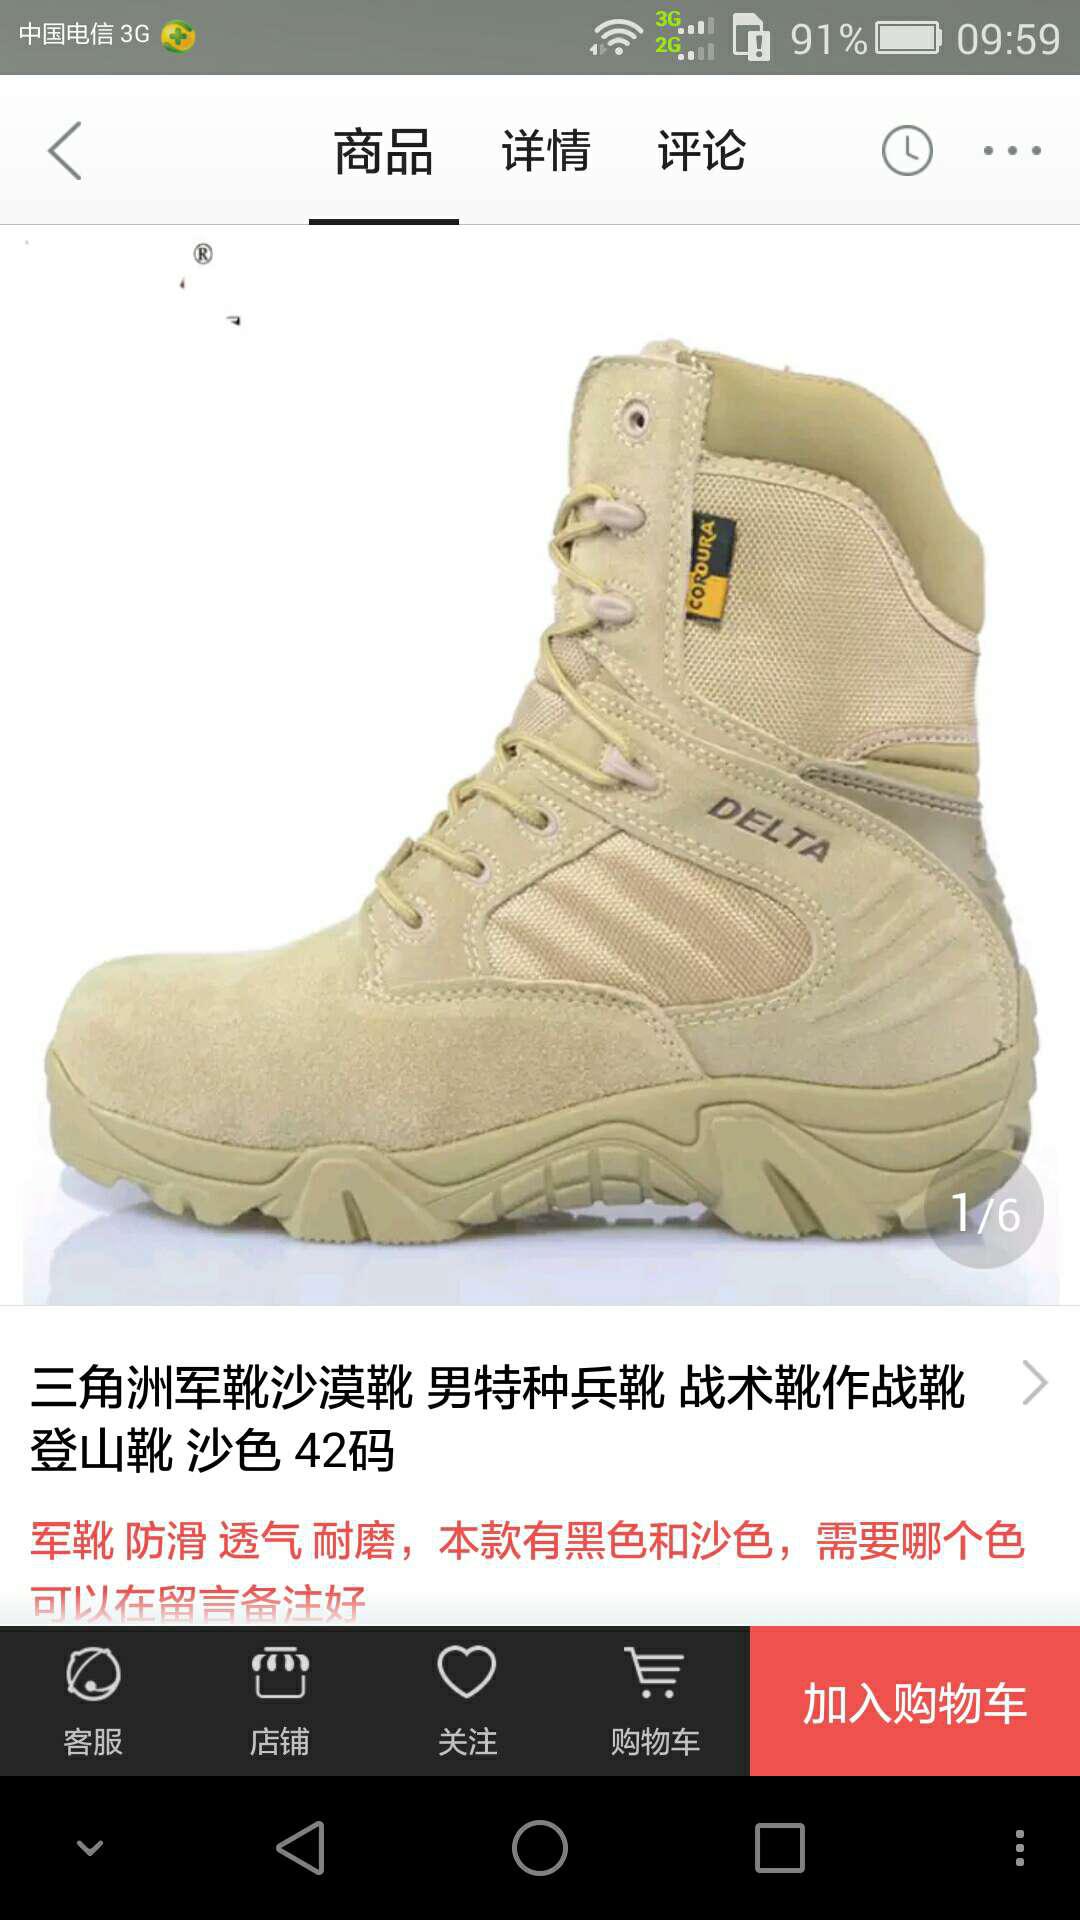 中国电信 3G
3G
2G
91%
09:59
商品 详情 评论
®
CORDURA
DELTA
1/6
三角洲军靴沙漠靴 男特种兵靴 战术靴作战靴
登山靴 沙色 42码
军靴 防滑 透气 耐磨，本款有黑色和沙色，需要哪个色
可以在留言备注好
客服 店铺 关注 购物车 加入购物车